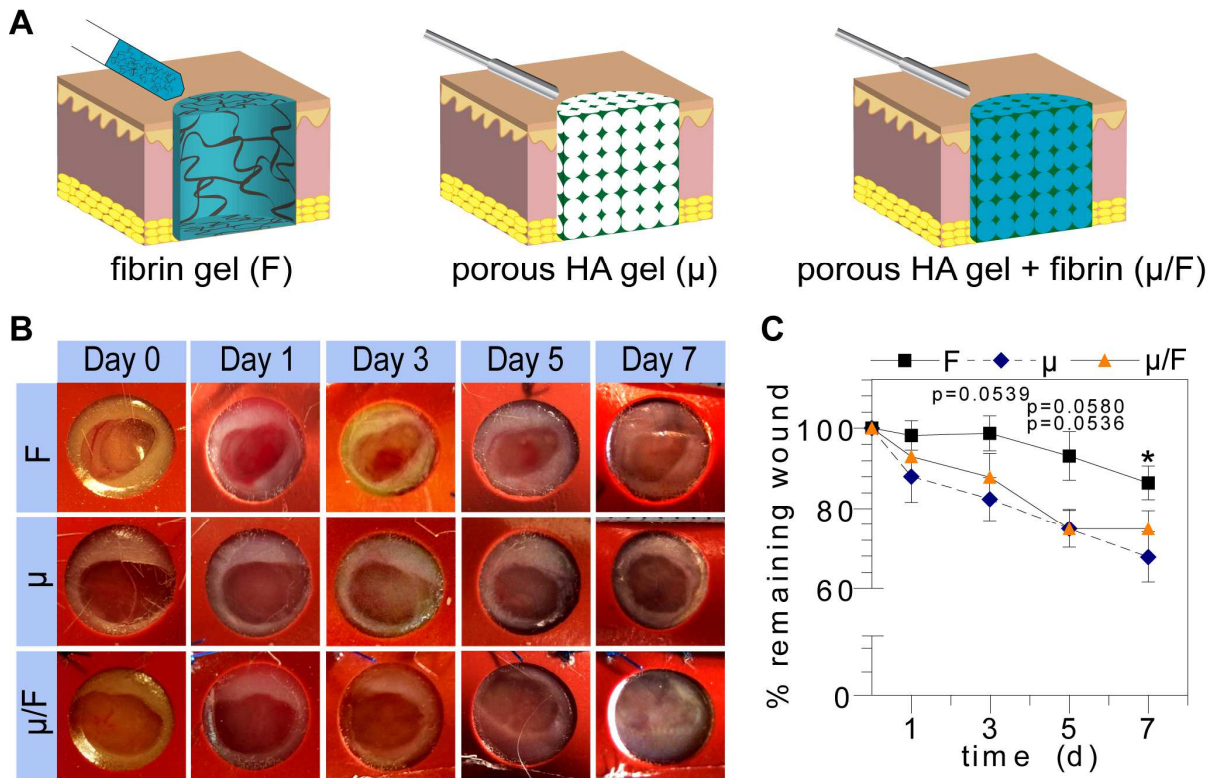 A
fibrin gel (F)
porous HA gel (µ)
porous HA gel + fibrin (µ/F)
B
Day 0
Day 1
Day 3
Day 5
Day 7
F
µ
µ/F
C
F
µ
µ/F
p=0.0539
p=0.0580
p=0.0536
*
100
80
60
0
% remaining wound
1
3
5
7
time (d)